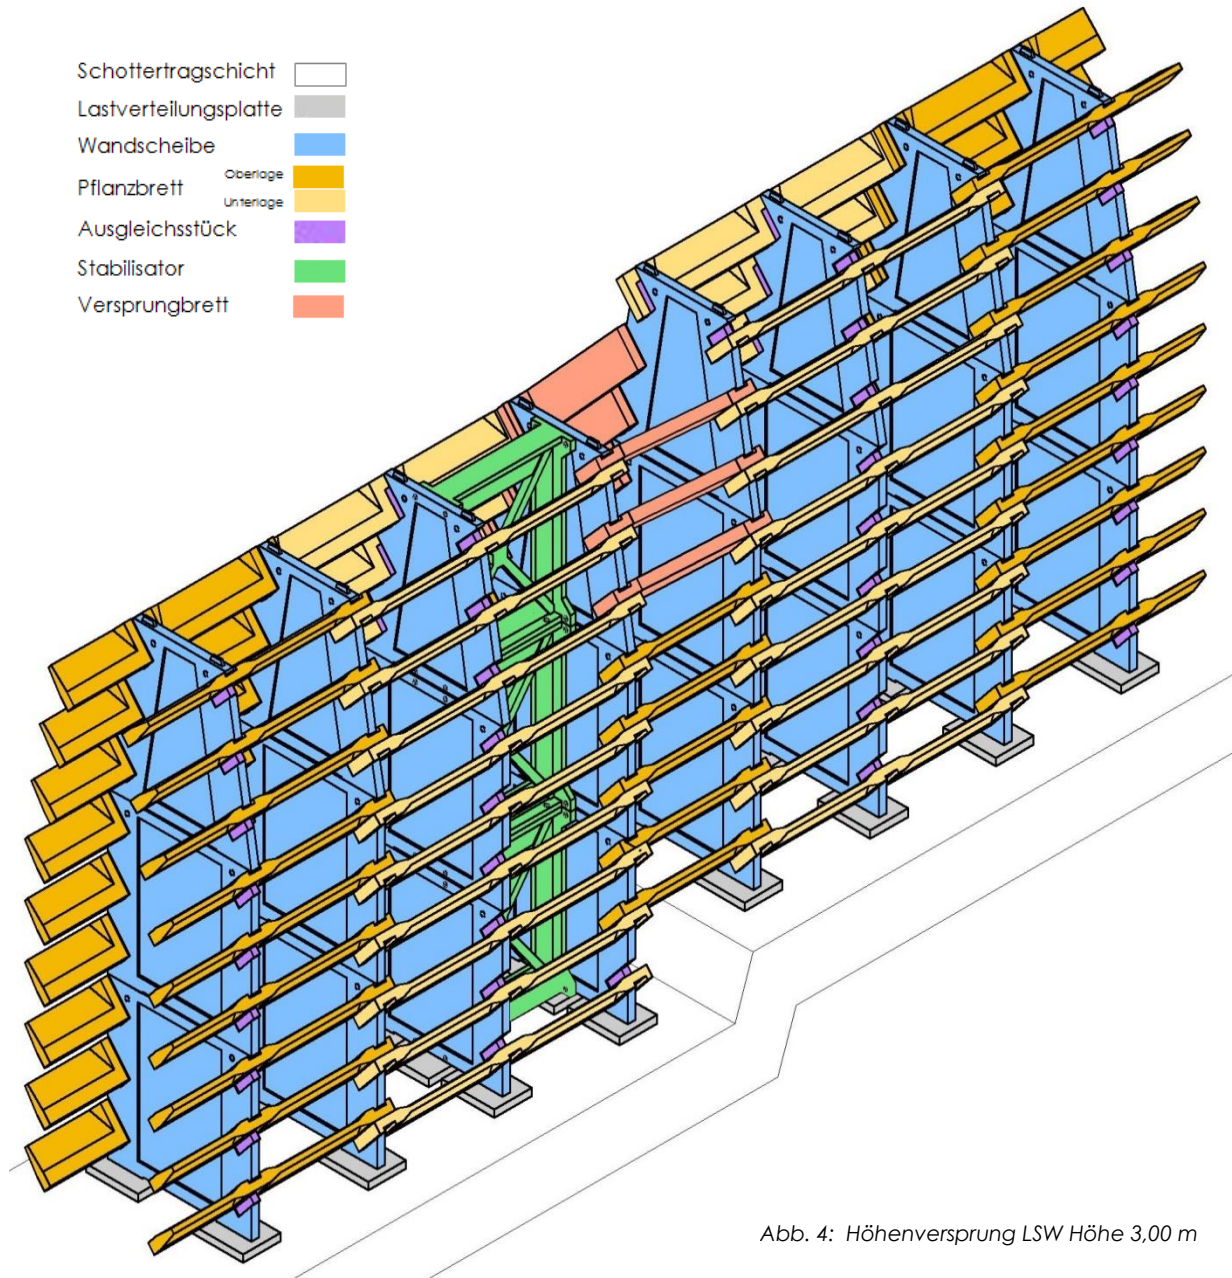 Schottertragschicht
Lastverteilungsplatte
Wandscheibe
Pflanzbrett Oberlage
Unterlage
Ausgleichsstück
Stabilisator
Versprungbrett
Abb. 4: Höhenversprung LSW Höhe 3,00 m